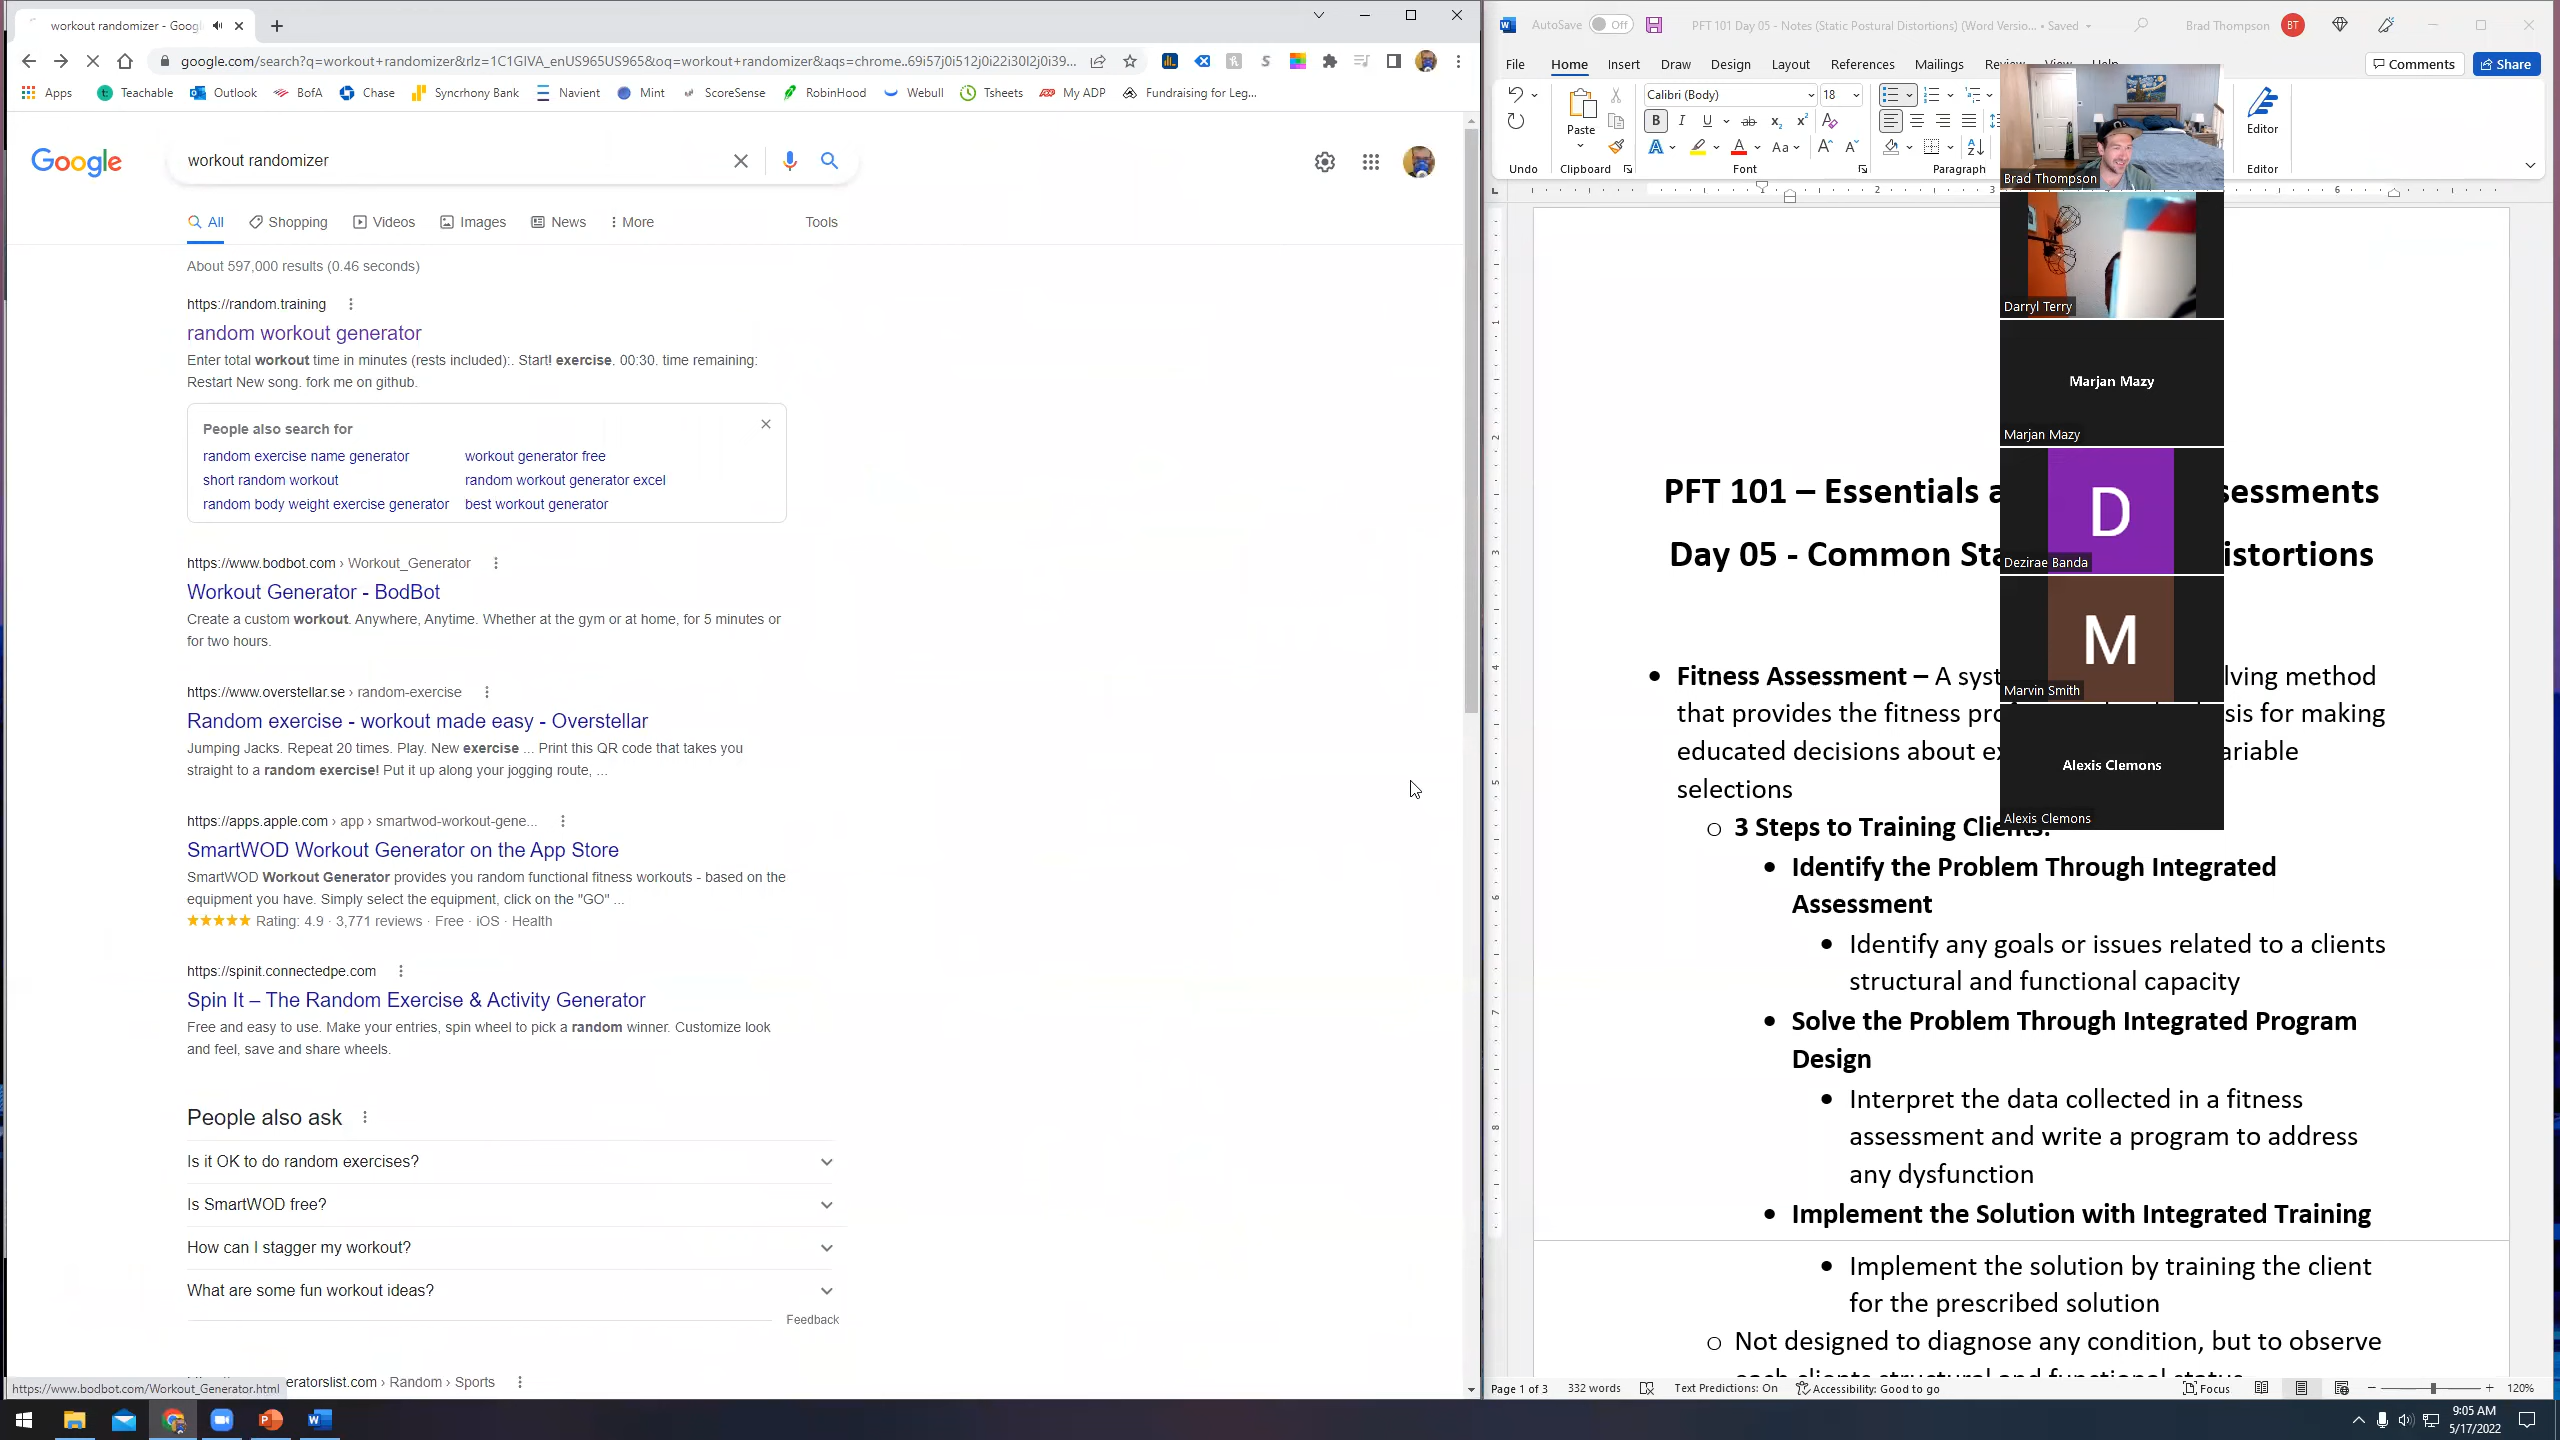 workout randomizer - Googl
google.com/search?q=workout+randomizer&rlz=1C1GIVA_enUS965US965&oq=workout+randomizer&aqs=chrome..69i57j0i512j0i22i30l2j0i39...
Apps Teachable Outlook BofA Chase Syncrhony Bank Navient Mint ScoreSense RobinHood Webull Tsheets My ADP Fundraising for Leg...
Google workout randomizer
All Shopping Videos Images News More Tools
About 597,000 results (0.46 seconds)
https://random.training
random workout generator
Enter total workout time in minutes (rests included):. Start! exercise. 00:30. time remaining:
Restart New song. fork me on github.
People also search for
random exercise name generator workout generator free
short random workout random workout generator excel
random body weight exercise generator best workout generator
https://www.bodbot.com › Workout_Generator
Workout Generator - BodBot
Create a custom workout. Anywhere, Anytime. Whether at the gym or at home, for 5 minutes or
for two hours.
https://www.overstellar.se › random-exercise
Random exercise - workout made easy - Overstellar
Jumping Jacks. Repeat 20 times. Play. New exercise ... Print this QR code that takes you
straight to a random exercise! Put it up along your jogging route, ...
https://apps.apple.com › app › smartwod-workout-gene...
SmartWOD Workout Generator on the App Store
SmartWOD Workout Generator provides you random functional fitness workouts - based on the
equipment you have. Simply select the equipment, click on the "GO" ...
Rating: 4.9 · 3,771 reviews · Free · iOS · Health
https://spinit.connectedpe.com
Spin It – The Random Exercise & Activity Generator
Free and easy to use. Make your entries, spin wheel to pick a random winner. Customize look
and feel, save and share wheels.
People also ask
Is it OK to do random exercises?
Is SmartWOD free?
How can I stagger my workout?
What are some fun workout ideas?
Feedback
eratorslist.com › Random › Sports
https://www.bodbot.com/Workout_Generator.html
AutoSave Off PFT 101 Day 05 - Notes (Static Postural Distortions) (Word Versio... - Saved Brad Thompson BT
File Home Insert Draw Design Layout References Mailings Review View Help Comments Share
Calibri (Body) 18
Paste
Editor
Undo Clipboard Font Paragraph Editor
Brad Thompson
Darryl Terry
Marjan Mazy
Marjan Mazy
D
Dezirae Banda
M
Marvin Smith
Alexis Clemons
Alexis Clemons
PFT 101 – Essentials a sessments
Day 05 - Common Sta istortions
Fitness Assessment – A syst lving method
that provides the fitness pro sis for making
educated decisions about ex ariable
selections
3 Steps to Training Clients:
Identify the Problem Through Integrated
Assessment
Identify any goals or issues related to a clients
structural and functional capacity
Solve the Problem Through Integrated Program
Design
Interpret the data collected in a fitness
assessment and write a program to address
any dysfunction
Implement the Solution with Integrated Training
Implement the solution by training the client
for the prescribed solution
Not designed to diagnose any condition, but to observe
each clients structural and functional status
Page 1 of 3 332 words Text Predictions: On Accessibility: Good to go Focus 120%
9:05 AM
5/17/2022